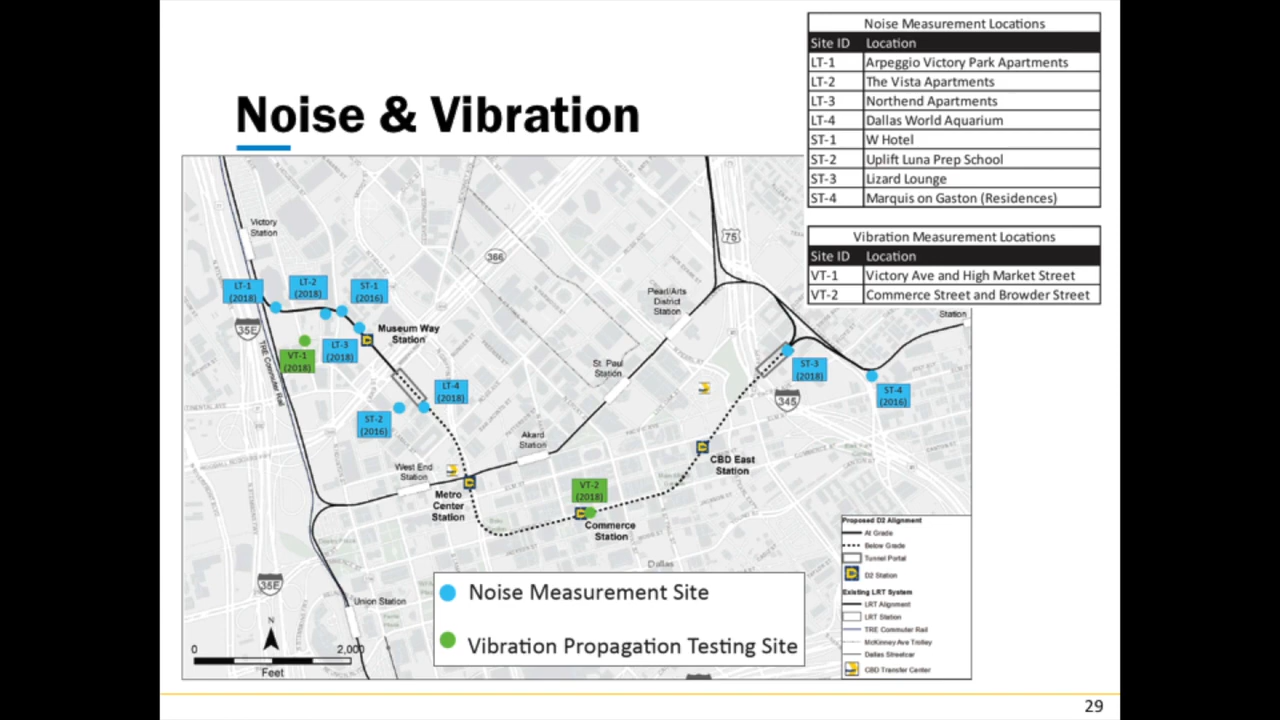 Noise Measurement Locations
Site ID Location
LT-1 Arpeggio Victory Park Apartments
LT-2 The Vista Apartments
LT-3 Northend Apartments
LT-4 Dallas World Aquarium
ST-1 W Hotel
ST-2 Uplift Luna Prep School
ST-3 Lizard Lounge
ST-4 Marquis on Gaston (Residences)
Noise & Vibration
Vibration Measurement Locations
Site ID Location
VT-1 Victory Ave and High Market Street
VT-2 Commerce Street and Browder Street
Victory
Station
75
366
LT-1
(2018)
LT-2
(2018)
ST-1
(2016)
Pearl/Arts
District
Station
Station
35E
Museum Way
Station
LT-3
(2018)
VT-1
(2018)
TRE Commuter Rail
St. Paul
Station
ST-3
(2018)
LT-4
(2018)
ST-4
(2016)
345
ST-2
(2016)
Akard
Station
West End
Station
CBD East
Station
Metro
Center
Station
VT-2
(2018)
Commerce
Station
Dallas
35E
Union Station
N
0 2,000
Feet
Noise Measurement Site
Vibration Propagation Testing Site
Proposed D2 Alignment
At Grade
Below Grade
Tunnel Portal
D2 Station
Existing LRT System
LRT Alignment
LRT Station
TRE Commuter Rail
McKinney Ave Trolley
Dallas Streetcar
CBD Transfer Center
29